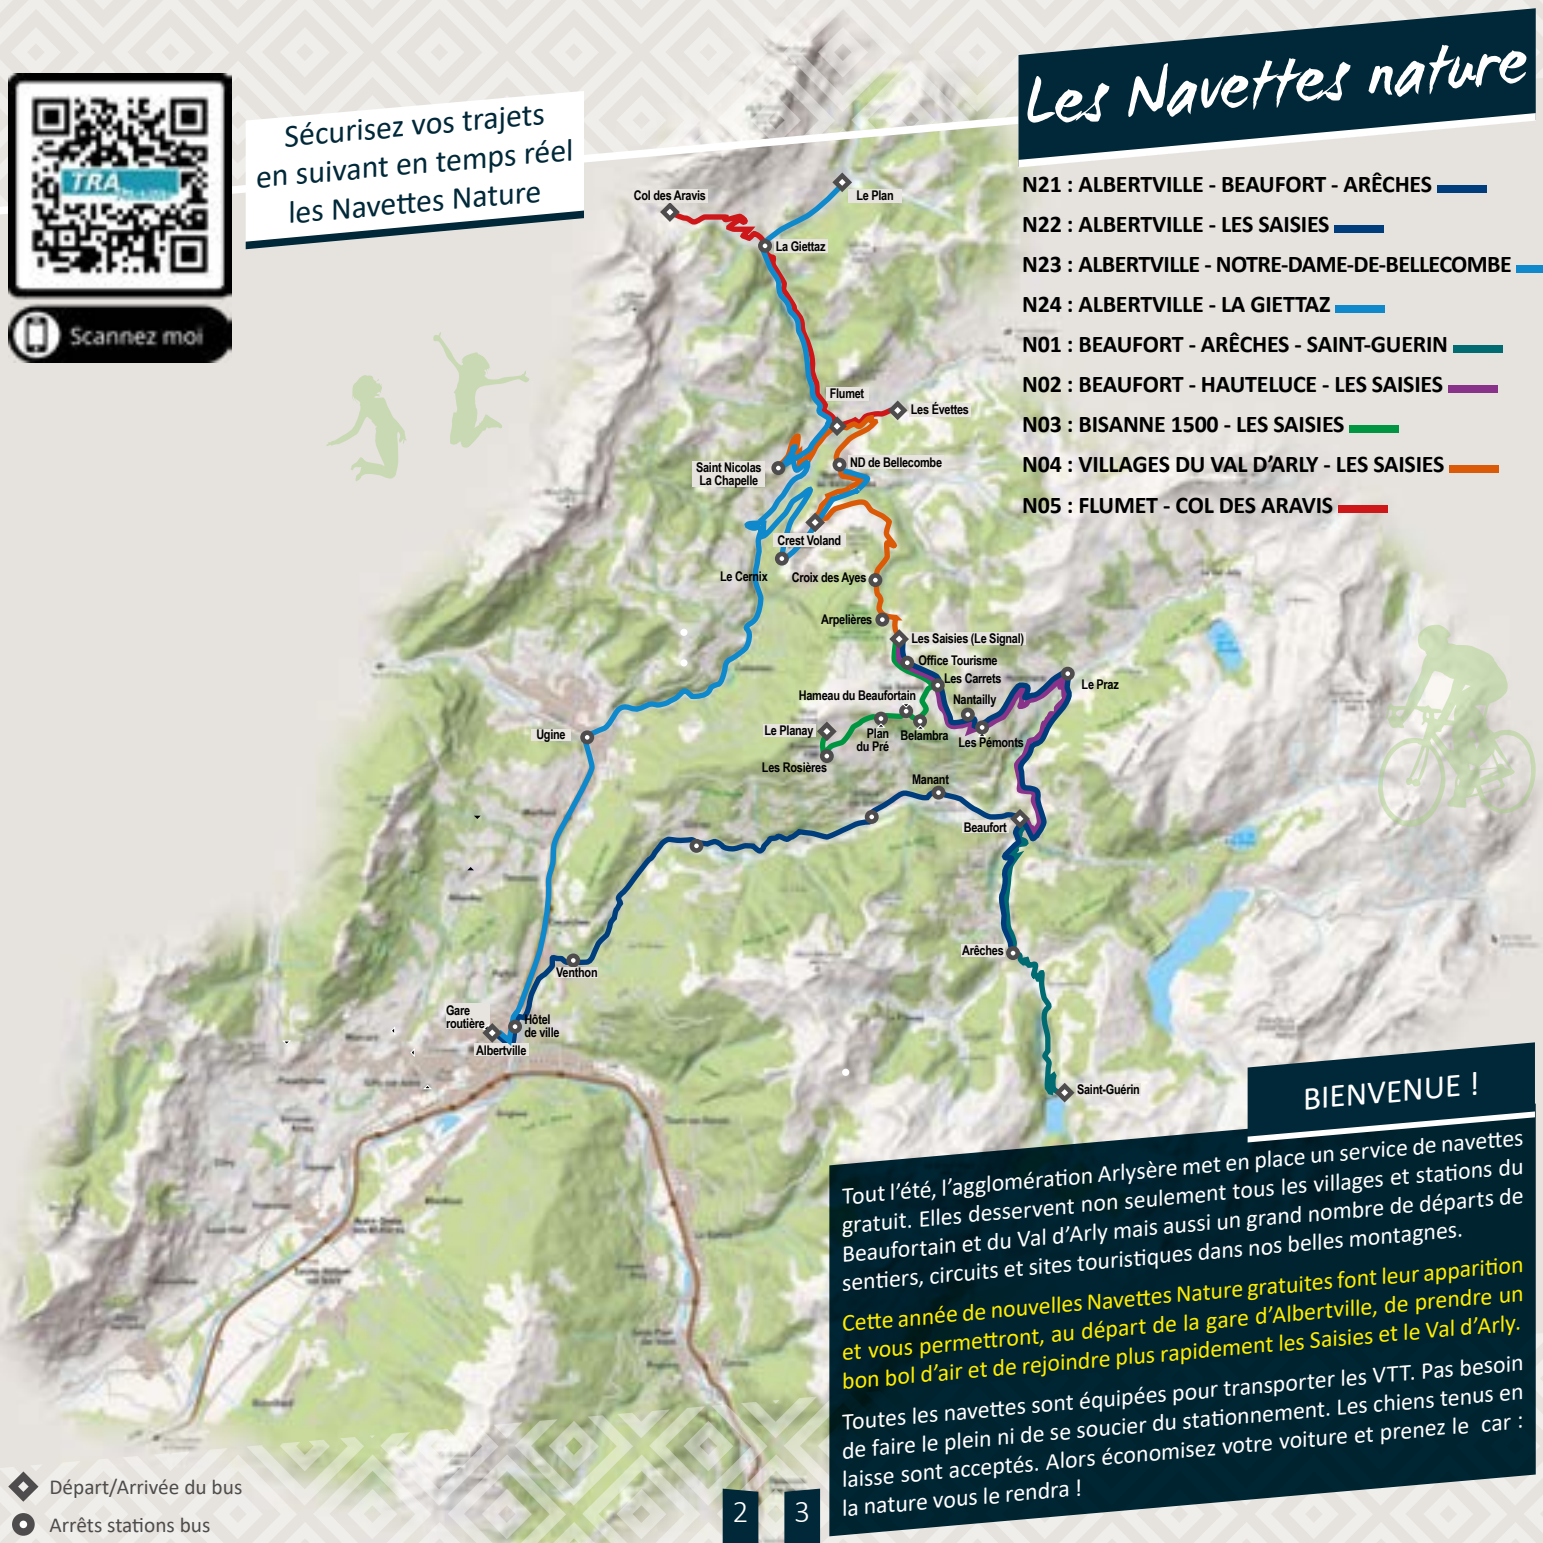 Les Navettes nature
TRA
Scannez moi
Sécurisez vos trajets
en suivant en temps réel
les Navettes Nature
N21 : ALBERTVILLE - BEAUFORT - ARÊCHES
N22 : ALBERTVILLE - LES SAISIES
N23 : ALBERTVILLE - NOTRE-DAME-DE-BELLECOMBE
N24 : ALBERTVILLE - LA GIETTAZ
N01 : BEAUFORT - ARÊCHES - SAINT-GUERIN
N02 : BEAUFORT - HAUTELUCE - LES SAISIES
N03 : BISANNE 1500 - LES SAISIES
N04 : VILLAGES DU VAL D'ARLY - LES SAISIES
N05 : FLUMET - COL DES ARAVIS
Col des Aravis
Le Plan
La Giettaz
Flumet
Les Évettes
ND de Bellecombe
Saint Nicolas
La Chapelle
Crest Voland
Le Cernix
Croix des Ayes
Arpelières
Les Saisies (Le Signal)
Office Tourisme
Les Carrets
Le Praz
Hameau du Beaufortain
Nantailly
Le Planay
Plan
du Pré
Belambra
Les Pémonts
Les Rosières
Ugine
Manant
Beaufort
Arêches
Venthon
Gare
routière
Hôtel
de ville
Albertville
Saint-Guérin
BIENVENUE !
Tout l'été, l'agglomération Arlysère met en place un service de navettes
gratuit. Elles desservent non seulement tous les villages et stations du
Beaufortain et du Val d'Arly mais aussi un grand nombre de départs de
sentiers, circuits et sites touristiques dans nos belles montagnes.
Cette année de nouvelles Navettes Nature gratuites font leur apparition
et vous permettront, au départ de la gare d'Albertville, de prendre un
bon bol d'air et de rejoindre plus rapidement les Saisies et le Val d'Arly.
Toutes les navettes sont équipées pour transporter les VTT. Pas besoin
de faire le plein ni de se soucier du stationnement. Les chiens tenus en
laisse sont acceptés. Alors économisez votre voiture et prenez le car :
la nature vous le rendra !
Départ/Arrivée du bus
Arrêts stations bus
2
3